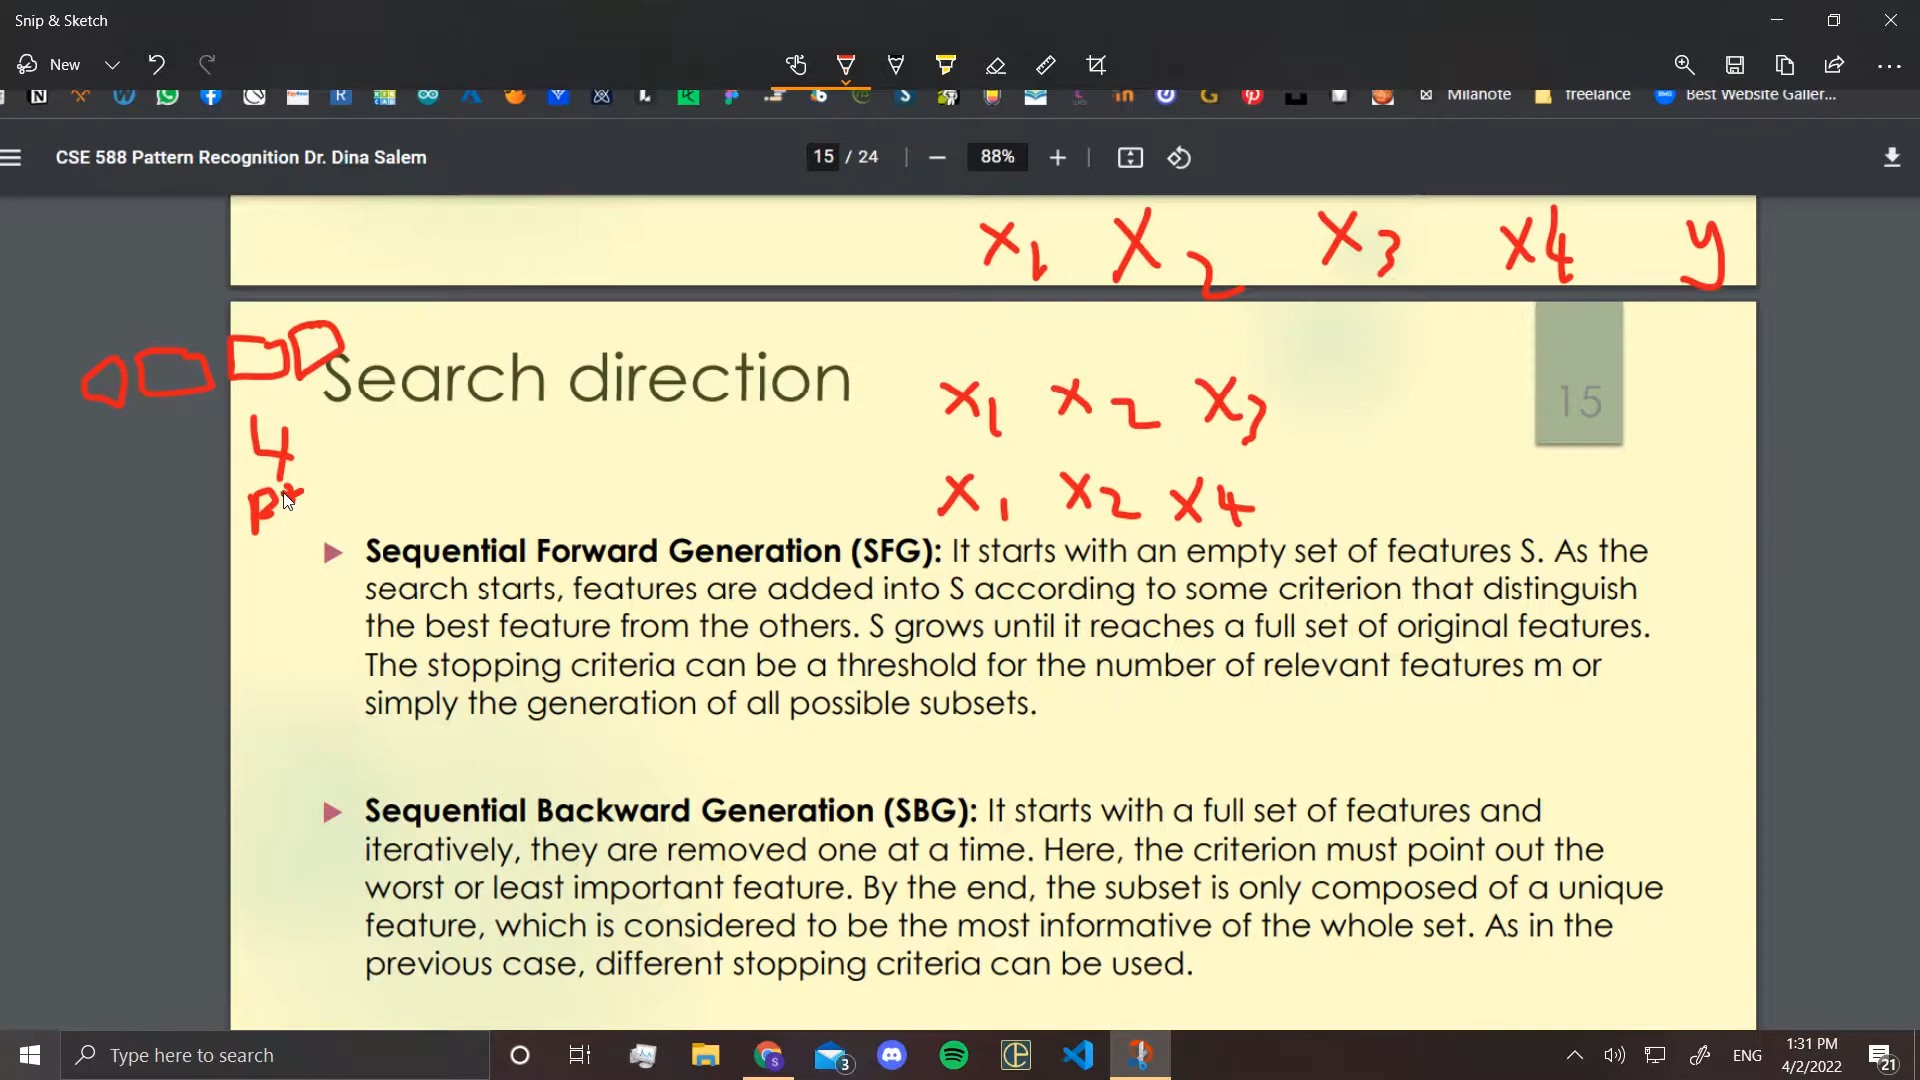 Snip & Sketch
New
Milanote
freelance
Best Website Galler...
CSE 588 Pattern Recognition Dr. Dina Salem
15 / 24
88%
x1 x2 x3 x4 y
Search direction
15
x1 x2 x3
4
x1 x2 x4
Sequential Forward Generation (SFG): It starts with an empty set of features S. As the
search starts, features are added into S according to some criterion that distinguish
the best feature from the others. S grows until it reaches a full set of original features.
The stopping criteria can be a threshold for the number of relevant features m or
simply the generation of all possible subsets.
Sequential Backward Generation (SBG): It starts with a full set of features and
iteratively, they are removed one at a time. Here, the criterion must point out the
worst or least important feature. By the end, the subset is only composed of a unique
feature, which is considered to be the most informative of the whole set. As in the
previous case, different stopping criteria can be used.
Type here to search
3
ENG
1:31 PM
4/2/2022
21